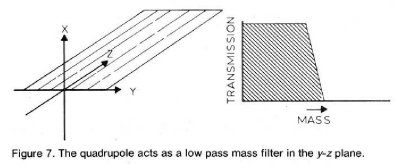 X
Z
Y
TRANSMISSION
MASS
Figure 7. The quadrupole acts as a low pass mass filter in the y-z plane.